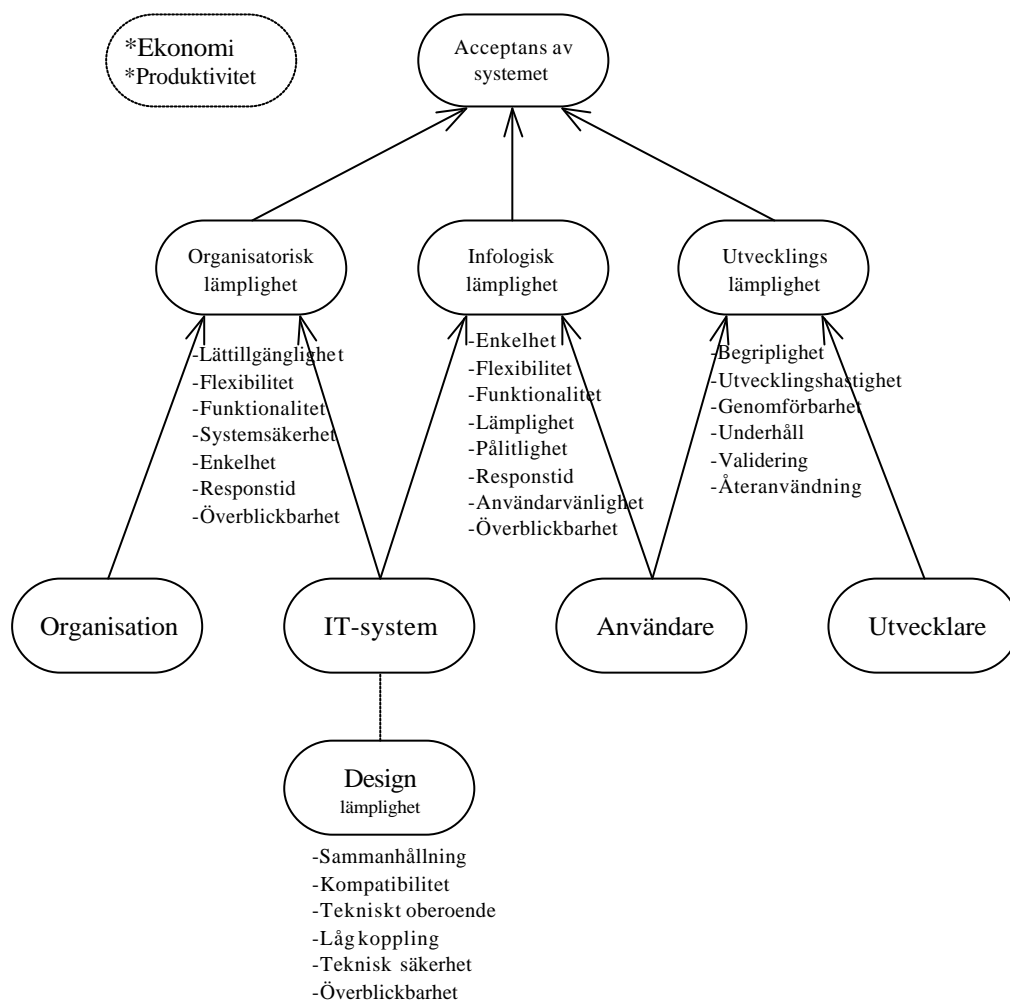 *Ekonomi
*Produktivitet
Acceptans av
systemet
Organisatorisk
lämplighet
Infologisk
lämplighet
Utvecklings
lämplighet
-Lättillgänglighet
-Flexibilitet
-Funktionalitet
-Systemsäkerhet
-Enkelhet
-Responstid
-Överblickbarhet
-Enkelhet
-Flexibilitet
-Funktionalitet
-Lämplighet
-Pålitlighet
-Responstid
-Användarvänlighet
-Överblickbarhet
-Begriplighet
-Utvecklingshastighet
-Genomförbarhet
-Underhåll
-Validering
-Återanvändning
Organisation
IT-system
Användare
Utvecklare
Design
lämplighet
-Sammanhållning
-Kompatibilitet
-Tekniskt oberoende
-Låg koppling
-Teknisk säkerhet
-Överblickbarhet